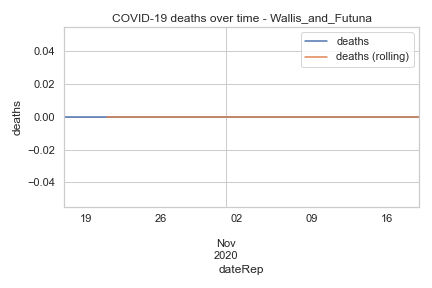 COVID-19 deaths over time - Wallis_and_Futuna
deaths
deaths (rolling)
0.04
0.02
0.00
−0.02
−0.04
deaths
19
26
02
09
16
Nov
2020
dateRep